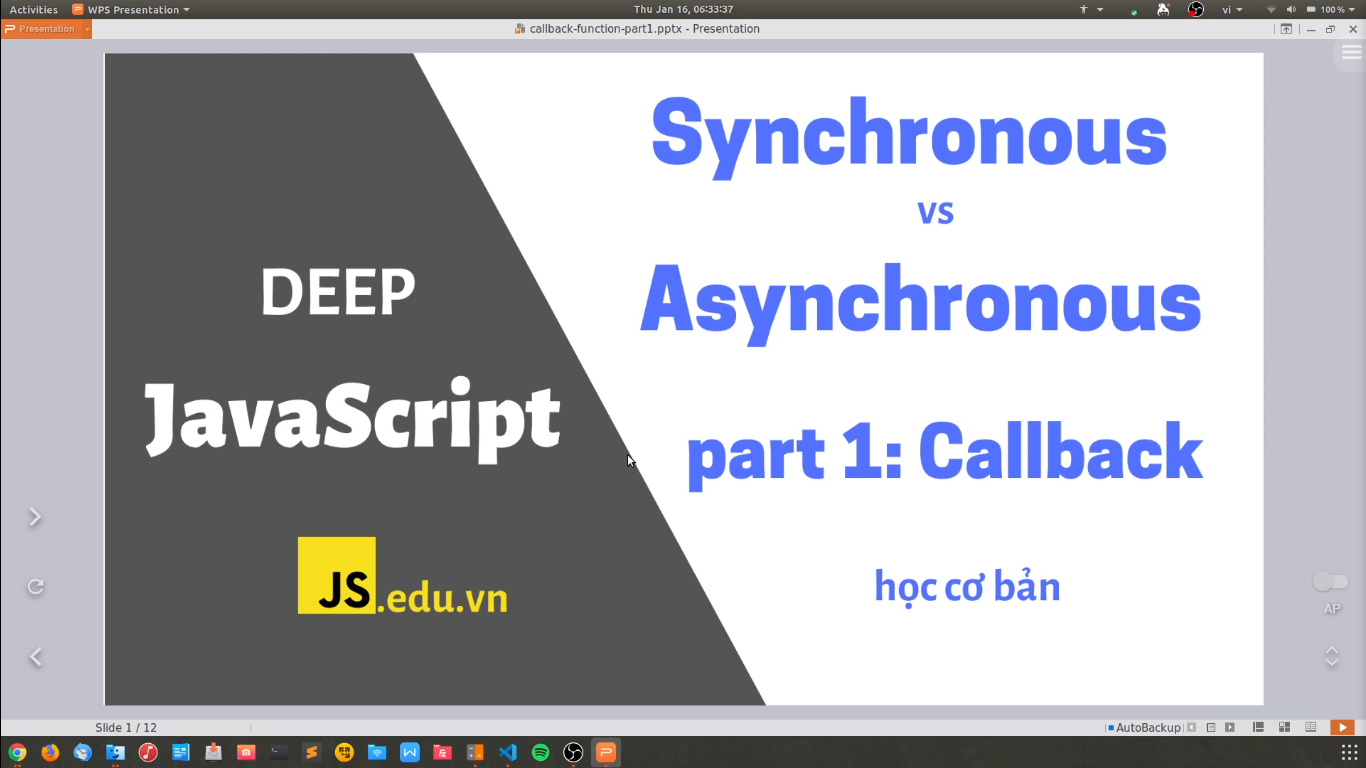 Activities
WPS Presentation
Thu Jan 16, 06:33:37
vi
100%
Presentation
callback-function-part1.pptx - Presentation
Synchronous
vs
Asynchronous
DEEP
JavaScript
part 1: Callback
JS.edu.vn
học cơ bản
AP
Slide 1 / 12
AutoBackup